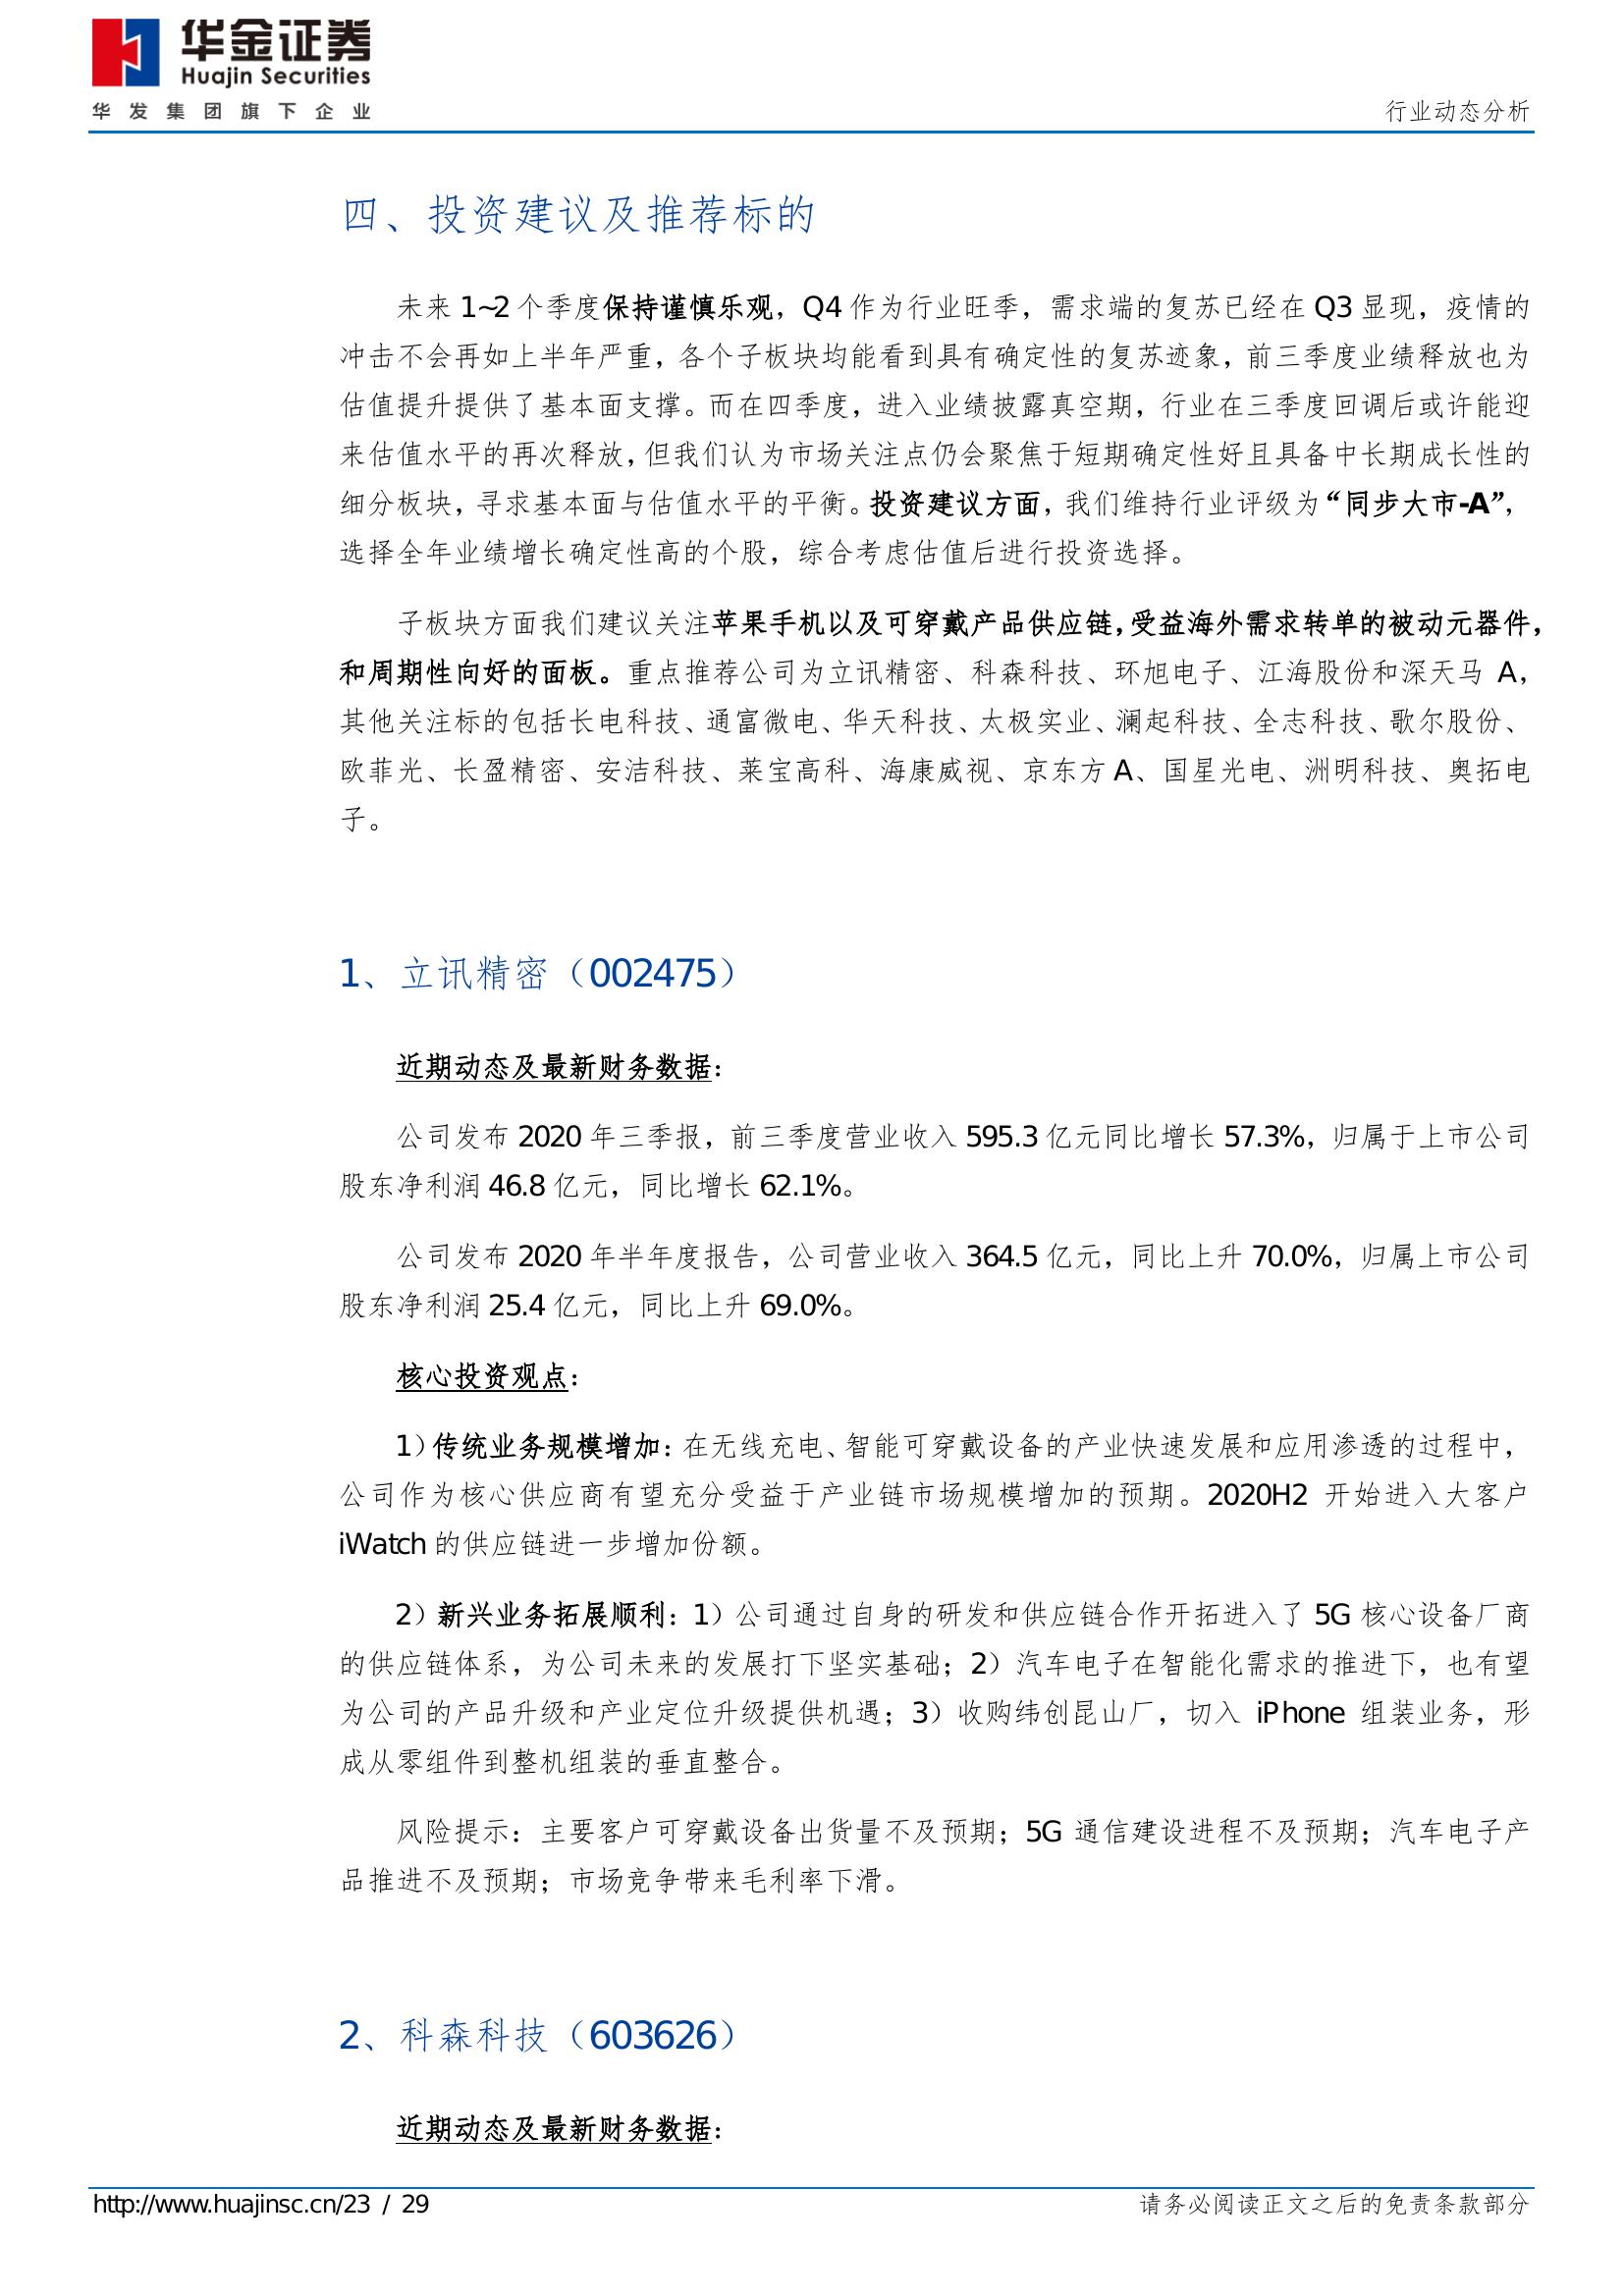 华金证券
Huajin Securities
华发集团旗下企业
行业动态分析
四、投资建议及推荐标的
未来 1~2 个季度保持谨慎乐观，Q4 作为行业旺季，需求端的复苏已经在 Q3 显现，疫情的
冲击不会再如上半年严重，各个子板块均能看到具有确定性的复苏迹象，前三季度业绩释放也为
估值提升提供了基本面支撑。而在四季度，进入业绩披露真空期，行业在三季度回调后或许能迎
来估值水平的再次释放，但我们认为市场关注点仍会聚焦于短期确定性好且具备中长期成长性的
细分板块，寻求基本面与估值水平的平衡。投资建议方面，我们维持行业评级为“同步大市-A”，
选择全年业绩增长确定性高的个股，综合考虑估值后进行投资选择。
子板块方面我们建议关注苹果手机以及可穿戴产品供应链，受益海外需求转单的被动元器件，
和周期性向好的面板。重点推荐公司为立讯精密、科森科技、环旭电子、江海股份和深天马 A，
其他关注标的包括长电科技、通富微电、华天科技、太极实业、澜起科技、全志科技、歌尔股份、
欧菲光、长盈精密、安洁科技、莱宝高科、海康威视、京东方 A、国星光电、洲明科技、奥拓电
子。
1、立讯精密（002475）
近期动态及最新财务数据：
公司发布 2020 年三季报，前三季度营业收入 595.3 亿元同比增长 57.3%，归属于上市公司
股东净利润 46.8 亿元，同比增长 62.1%。
公司发布 2020 年半年度报告，公司营业收入 364.5 亿元，同比上升 70.0%，归属上市公司
股东净利润 25.4 亿元，同比上升 69.0%。
核心投资观点：
1）传统业务规模增加：在无线充电、智能可穿戴设备的产业快速发展和应用渗透的过程中，
公司作为核心供应商有望充分受益于产业链市场规模增加的预期。2020H2 开始进入大客户
iWatch 的供应链进一步增加份额。
2）新兴业务拓展顺利：1）公司通过自身的研发和供应链合作开拓进入了 5G 核心设备厂商
的供应链体系，为公司未来的发展打下坚实基础；2）汽车电子在智能化需求的推进下，也有望
为公司的产品升级和产业定位升级提供机遇；3）收购纬创昆山厂，切入 iPhone 组装业务，形
成从零组件到整机组装的垂直整合。
风险提示：主要客户可穿戴设备出货量不及预期；5G 通信建设进程不及预期；汽车电子产
品推进不及预期；市场竞争带来毛利率下滑。
2、科森科技（603626）
近期动态及最新财务数据：
http://www.huajinsc.cn/23 / 29
请务必阅读正文之后的免责条款部分